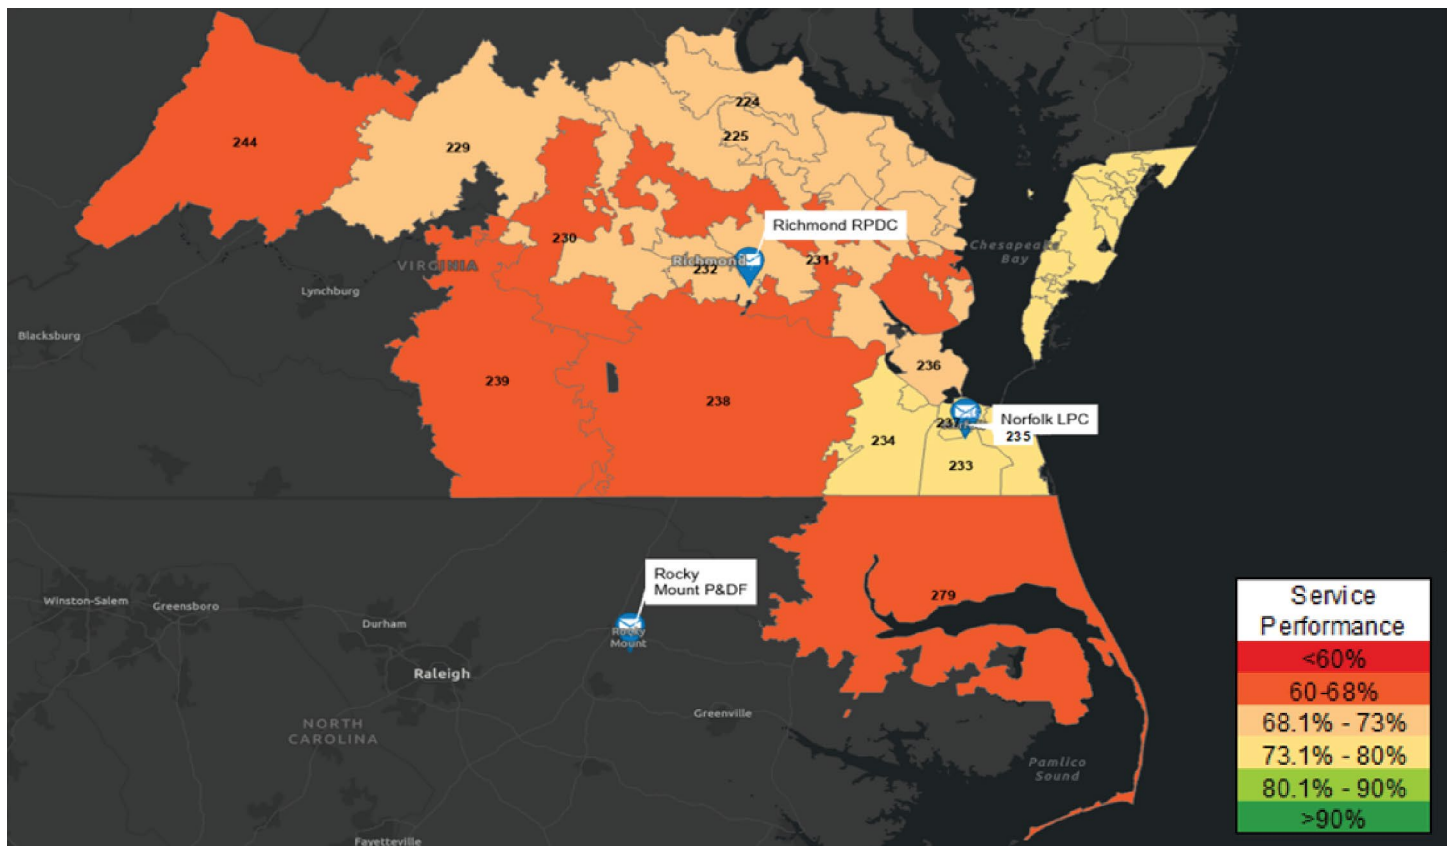 224
225
244
229
Richmond RPDC
230
231
Richmond
232
Chesapeake
Bay
VIRGINIA
Lynchburg
Blacksburg
236
239
238
237
Norfolk LPC
235
234
233
Rocky
Mount P&DF
279
Winston-Salem
Greensboro
Durham
Rocky
Mount
Raleigh
Greenville
NORTH
CAROLINA
Pamlico
Sound
Fayetteville
Service
Performance
<60%
60-68%
68.1% - 73%
73.1% - 80%
80.1% - 90%
>90%